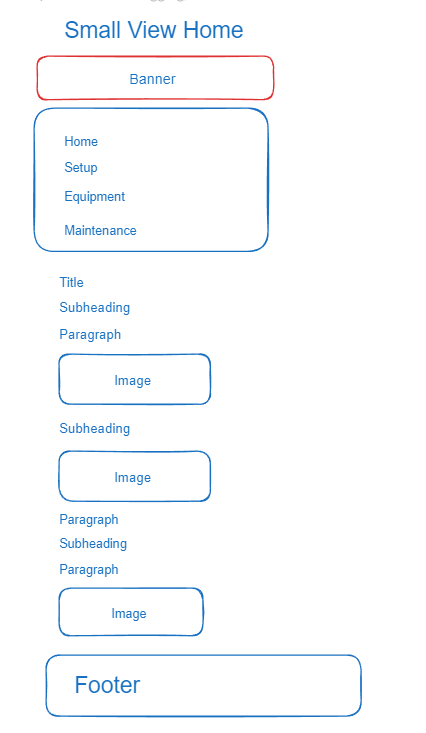 Small View Home
Banner
Home
Setup
Equipment
Maintenance
Title
Subheading
Paragraph
Image
Subheading
Image
Paragraph
Subheading
Paragraph
Image
Footer